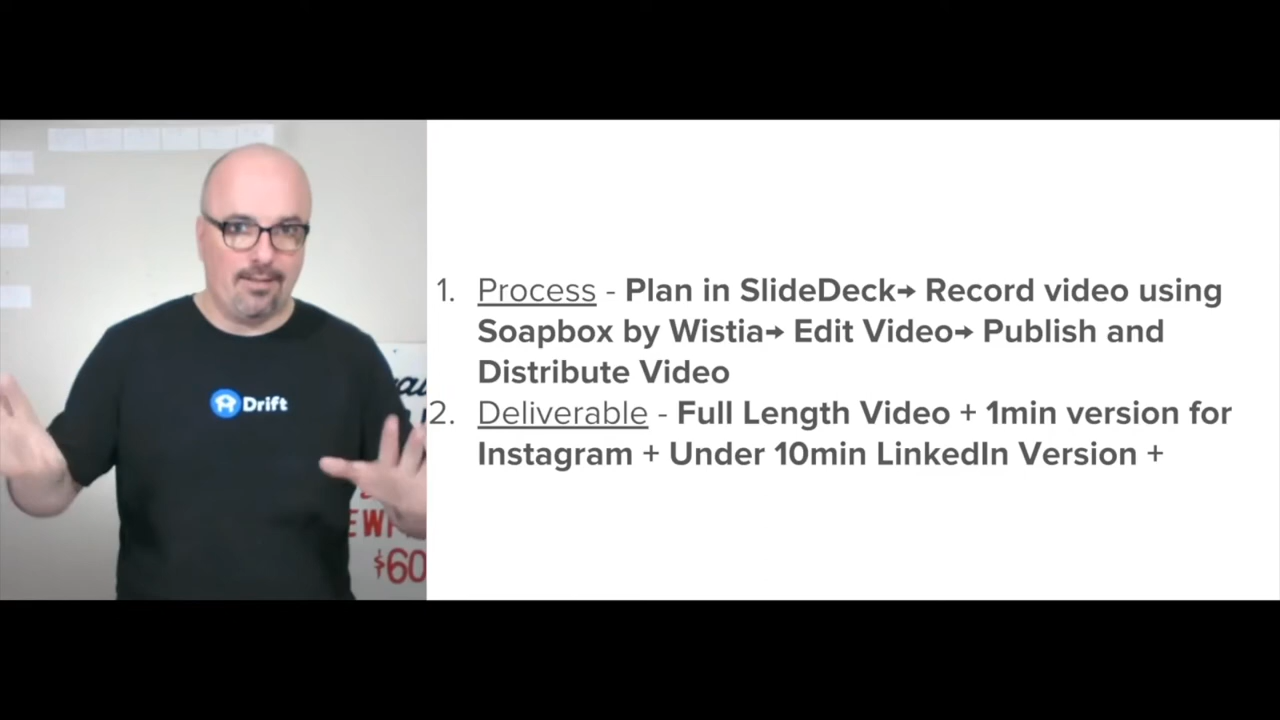 Drift
EW
$60
1. Process - Plan in SlideDeck→ Record video using
Soapbox by Wistia→ Edit Video→ Publish and
Distribute Video
2. Deliverable - Full Length Video + 1min version for
Instagram + Under 10min LinkedIn Version +